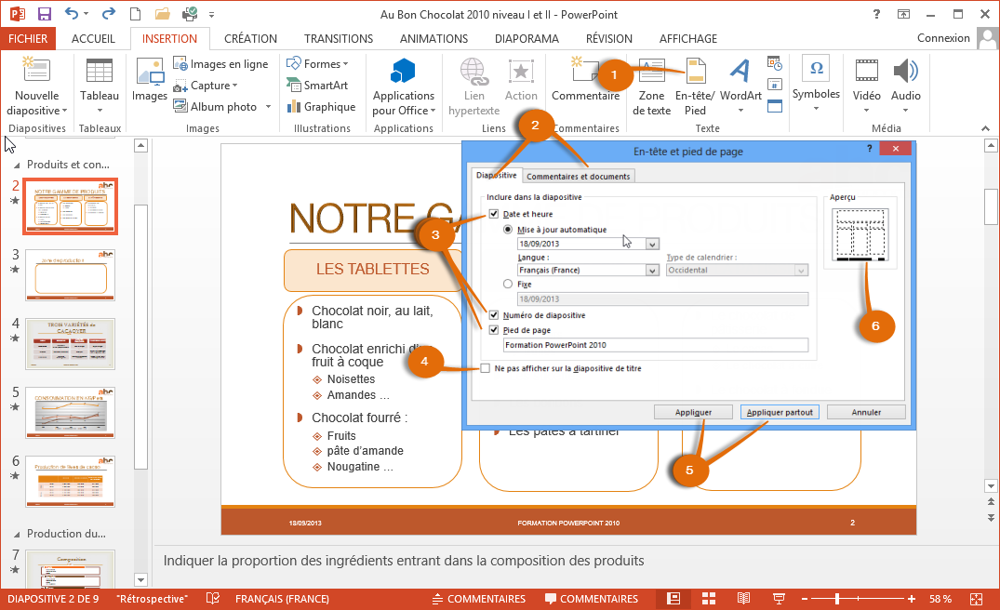 Au Bon Chocolat 2010 niveau I et II - PowerPoint
FICHIER ACCUEIL INSERTION CRÉATION TRANSITIONS ANIMATIONS DIAPORAMA RÉVISION AFFICHAGE Connexion
Nouvelle diapositive
Diapositives
Tableau
Tableaux
Images
Images en ligne
Capture
Album photo
Images
Formes
SmartArt
Graphique
Illustrations
Applications pour Office
Applications
Lien hypertexte
Action
Liens
Commentaire
Commentaires
Zone de texte
En-tête/ Pied
WordArt
Texte
Symboles
Vidéo
Audio
Média
1
2
3
4
5
6
Produits et con...
2
NOTRE GAMME DE PRODUITS
3
abc
4
TROIS VARIÉTÉS de CACAOYER
5
abc
6
abc
Production de fèves de cacao
Production du...
7
Composition
NOTRE GA
LES TABLETTES
Chocolat noir, au lait,
blanc
Chocolat enrichi d'un
fruit à coque
Noisettes
Amandes ...
Chocolat fourré :
Fruits
pâte d'amande
Nougatine ...
Les pâtes à tartiner
18/09/2013 FORMATION POWERPOINT 2010 2
En-tête et pied de page
Diapositive Commentaires et documents
Inclure dans la diapositive
Aperçu
Date et heure
Mise à jour automatique
18/09/2013
Langue : Type de calendrier :
Français (France) Occidental
Fixe
18/09/2013
Numéro de diapositive
Pied de page
Formation PowerPoint 2010
Ne pas afficher sur la diapositive de titre
Appliquer Appliquer partout Annuler
Indiquer la proportion des ingrédients entrant dans la composition des produits
DIAPOSITIVE 2 DE 9 "Rétrospective" FRANÇAIS (FRANCE) COMMENTAIRES COMMENTAIRES 58 %